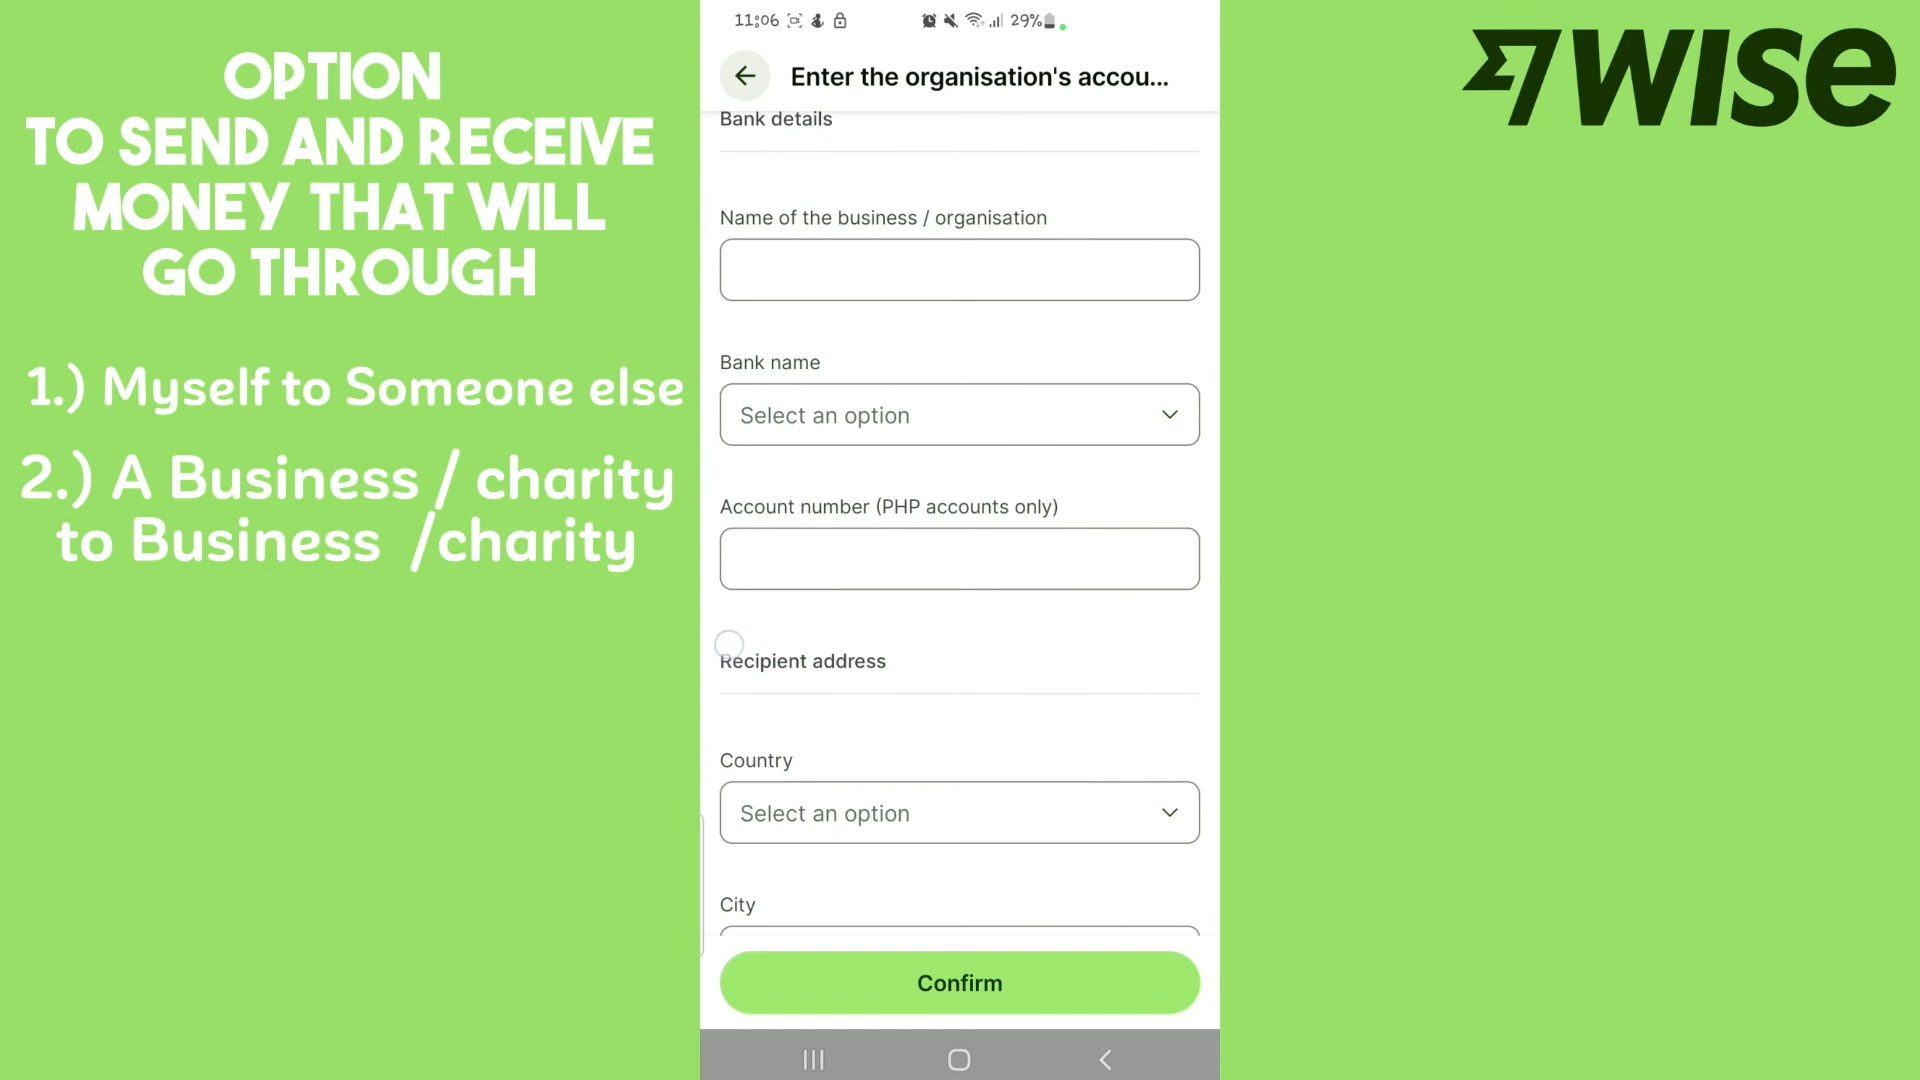 OPTION
TO SEND AND RECEIVE
MONEY THAT WILL
GO THROUGH
1.) Myself to Someone else
2.) A Business / charity
to Business /charity
11:06
29%
Enter the organisation's accou...
Bank details
Name of the business / organisation
Bank name
Select an option
Account number (PHP accounts only)
Recipient address
Country
Select an option
City
Confirm
WISE